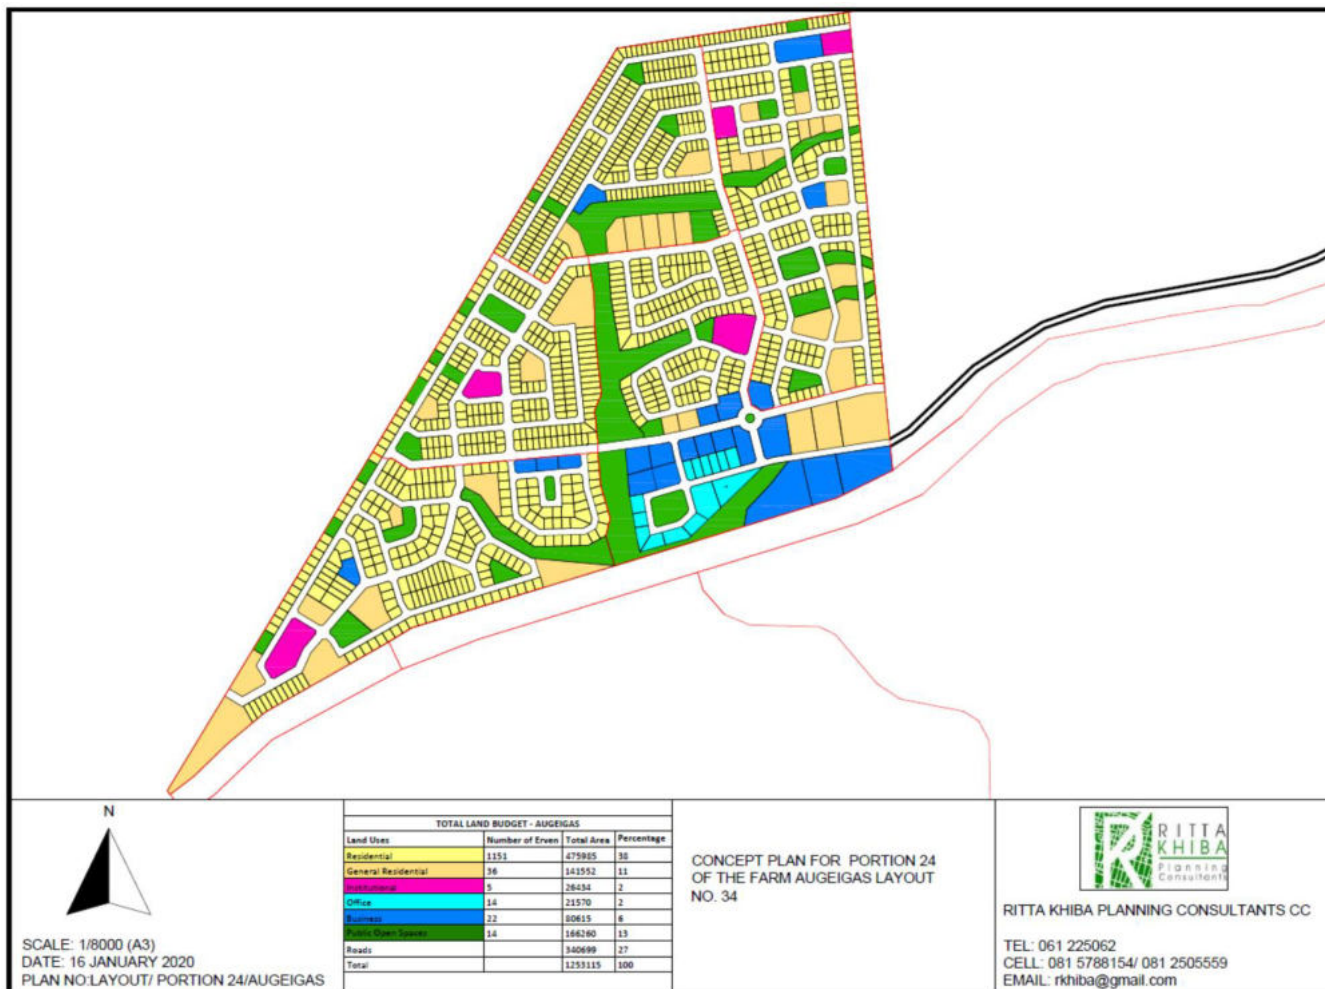 N
SCALE: 1/8000 (A3)
DATE: 16 JANUARY 2020
PLAN NO:LAYOUT/ PORTION 24/AUGEIGAS
TOTAL LAND BUDGET - AUGEIGAS
Land Uses Number of Erven Total Area Percentage
Residential 1151 475985 38
General Residential 36 141552 11
Institutional 5 26434 2
Office 14 21570 2
Business 22 80615 6
Public Open Spaces 14 166260 13
Roads 340699 27
Total 1253115 100
CONCEPT PLAN FOR PORTION 24
OF THE FARM AUGEIGAS LAYOUT
NO. 34
RITTA
KHIBA
Planning
Consultants
RITTA KHIBA PLANNING CONSULTANTS CC
TEL: 061 225062
CELL: 081 5788154/ 081 2505559
EMAIL: rkhiba@gmail.com